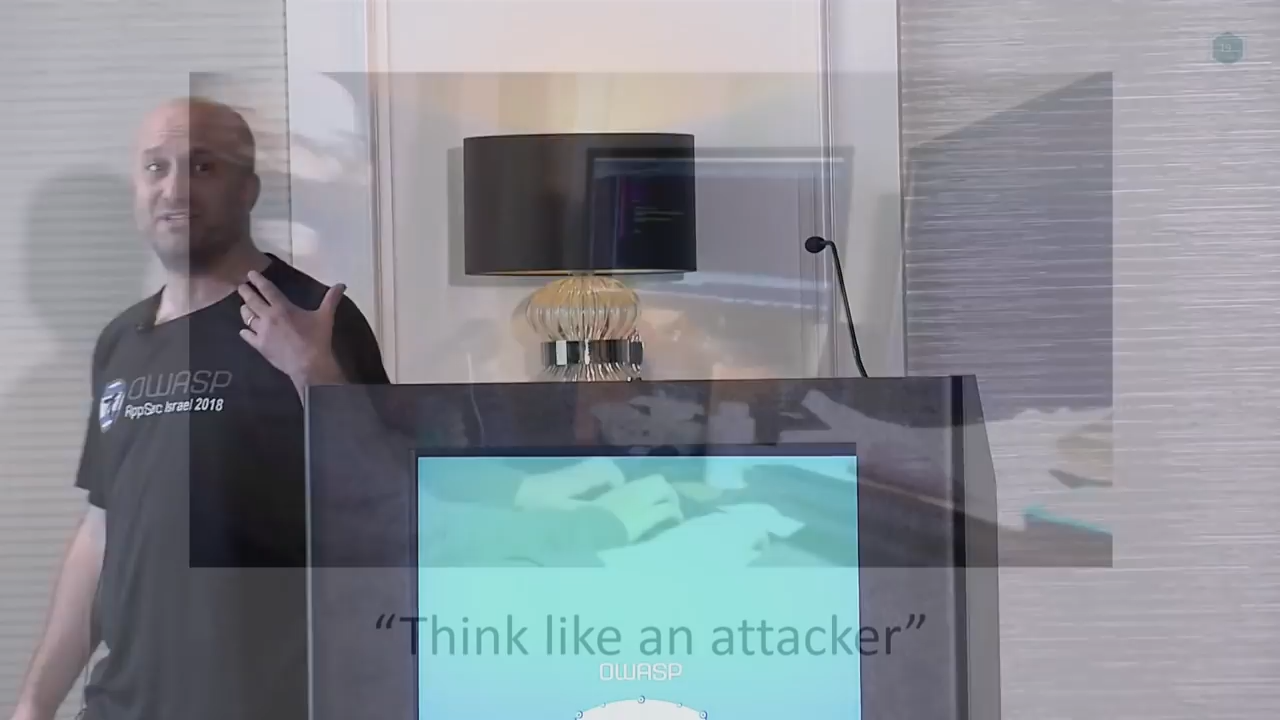 OWASP
AppSec Israel 2018
“Think like an attacker”
OWASP